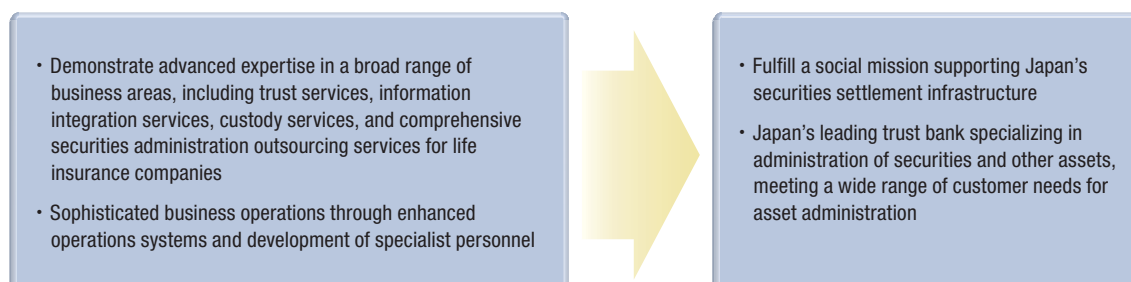 • Demonstrate advanced expertise in a broad range of
business areas, including trust services, information
integration services, custody services, and comprehensive
securities administration outsourcing services for life
insurance companies
• Sophisticated business operations through enhanced
operations systems and development of specialist personnel
• Fulfill a social mission supporting Japan's
securities settlement infrastructure
• Japan's leading trust bank specializing in
administration of securities and other assets,
meeting a wide range of customer needs for
asset administration